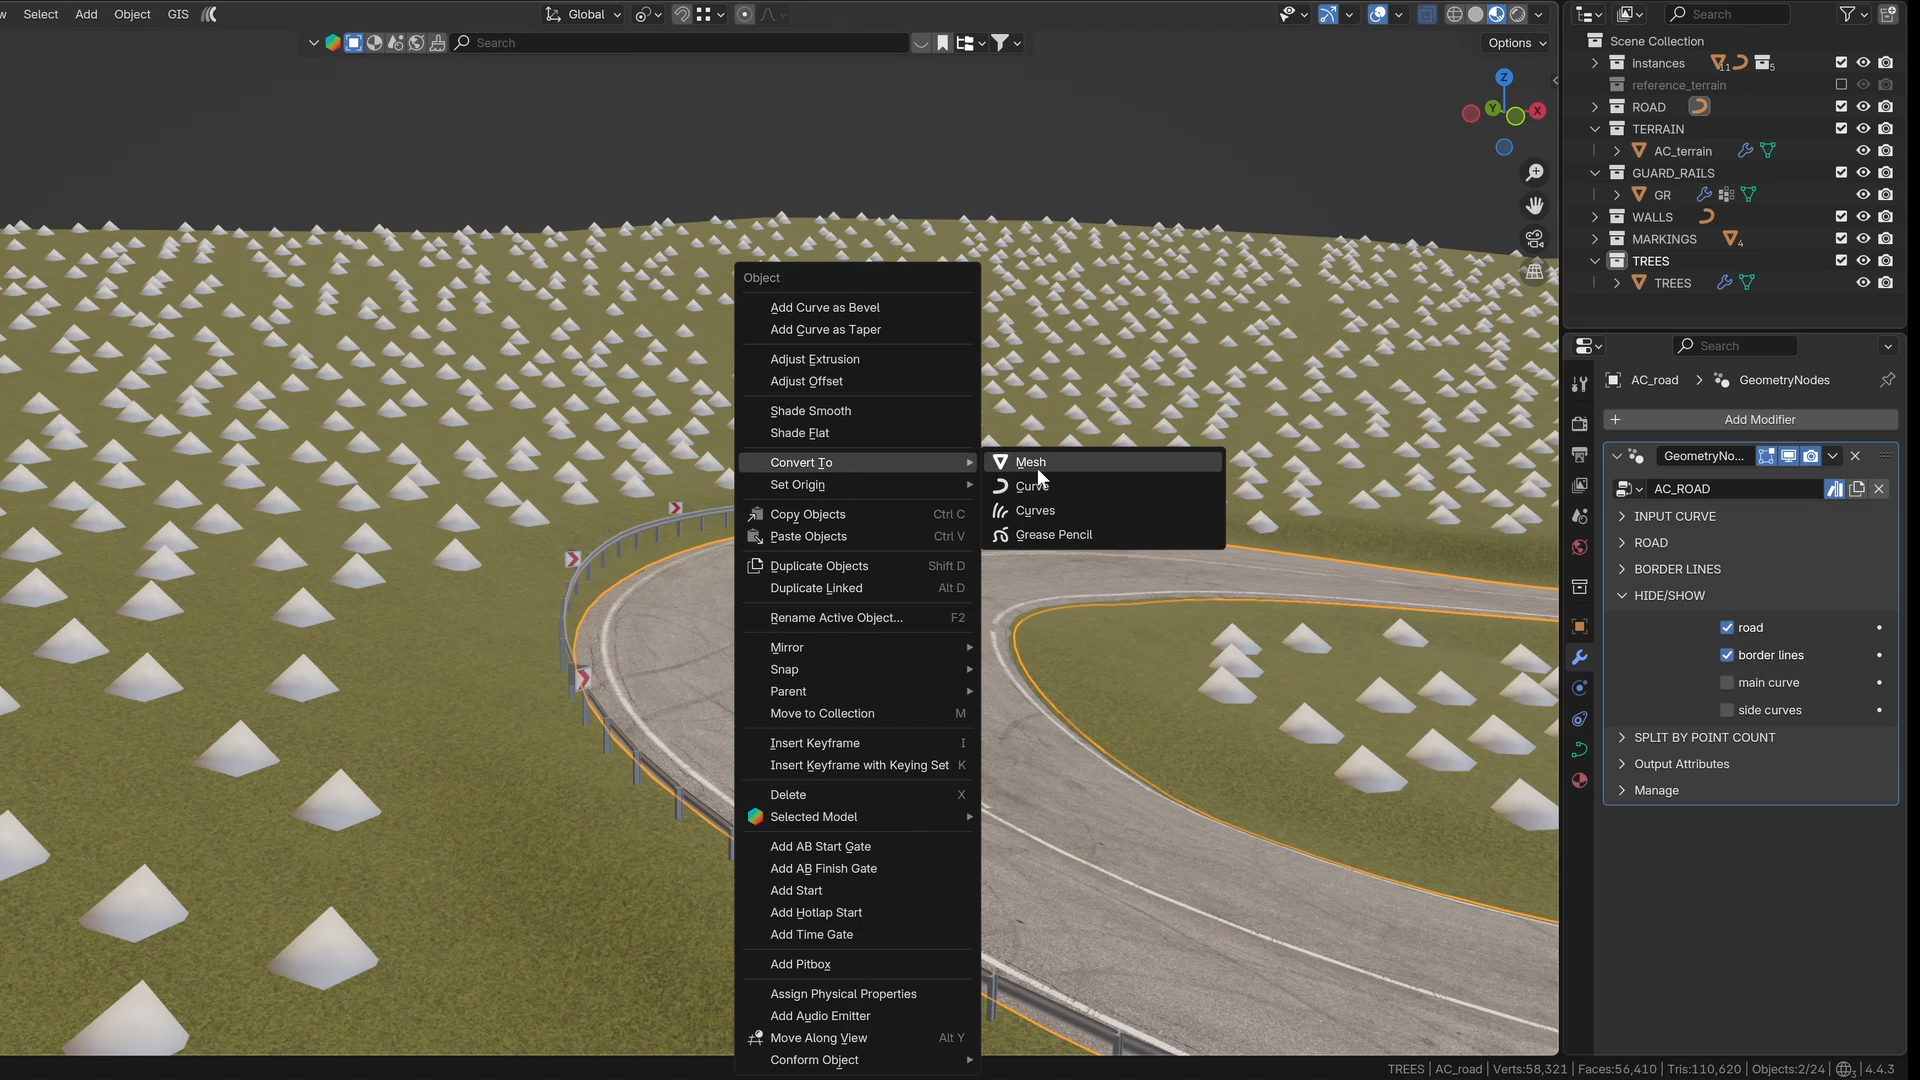 Select Add Object GIS Global
Search
Options
Z
Y X
Search
Scene Collection
instances 11 5
reference_terrain
ROAD
TERRAIN
AC_terrain
GUARD_RAILS
GR
WALLS
MARKINGS 4
TREES
TREES
Search
AC_road > GeometryNodes
+ Add Modifier
GeometryNo...
AC_ROAD
INPUT CURVE
ROAD
BORDER LINES
HIDE/SHOW
road
border lines
main curve
side curves
SPLIT BY POINT COUNT
Output Attributes
Manage
Object
Add Curve as Bevel
Add Curve as Taper
Adjust Extrusion
Adjust Offset
Shade Smooth
Shade Flat
Convert To
Set Origin
Copy Objects Ctrl C
Paste Objects Ctrl V
Duplicate Objects Shift D
Duplicate Linked Alt D
Rename Active Object... F2
Mirror
Snap
Parent
Move to Collection M
Insert Keyframe I
Insert Keyframe with Keying Set K
Delete X
Selected Model
Add AB Start Gate
Add AB Finish Gate
Add Start
Add Hotlap Start
Add Time Gate
Add Pitbox
Assign Physical Properties
Add Audio Emitter
Move Along View Alt Y
Conform Object
Mesh
Curve
Curves
Grease Pencil
TREES | AC_road | Verts:58,321 | Faces:56,410 | Tris:110,620 | Objects:2/24 | 3 | 4.4.3